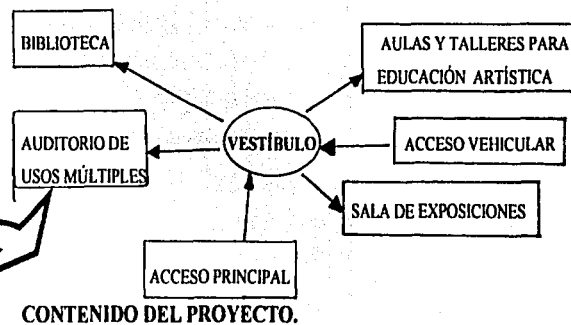 BIBLIOTECA
AULAS Y TALLERES PARA
EDUCACIÓN ARTÍSTICA
AUDITORIO DE
USOS MÚLTIPLES
VESTÍBULO
ACCESO VEHICULAR
SALA DE EXPOSICIONES
ACCESO PRINCIPAL
CONTENIDO DEL PROYECTO.